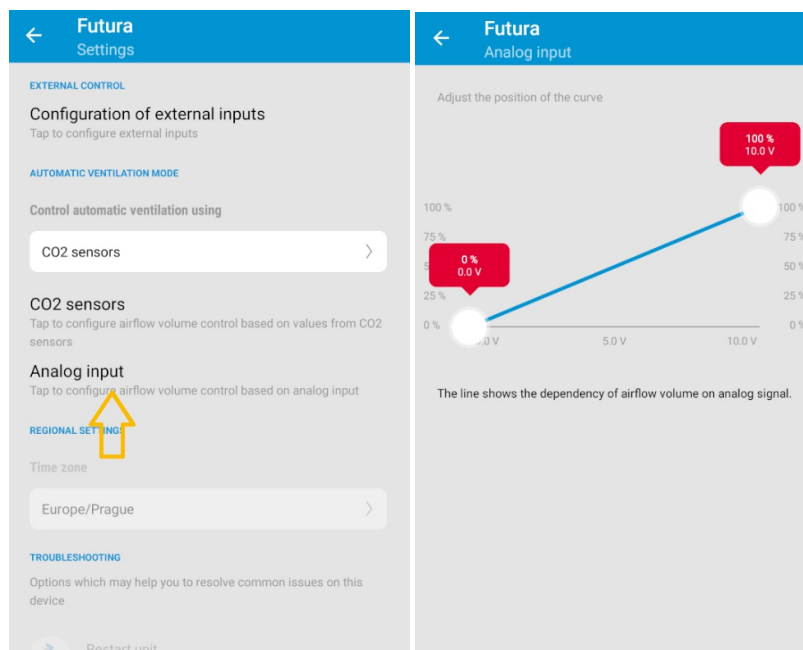 Futura
Settings
EXTERNAL CONTROL
Configuration of external inputs
Tap to configure external inputs
AUTOMATIC VENTILATION MODE
Control automatic ventilation using
CO2 sensors
CO2 sensors
Tap to configure airflow volume control based on values from CO2
sensors
Analog input
Tap to configure airflow volume control based on analog input
REGIONAL SETTINGS
Time zone
Europe/Prague
TROUBLESHOOTING
Options which may help you to resolve common issues on this
device
Restart unit
Futura
Analog input
Adjust the position of the curve
100 %
10.0 V
100 % 100 %
75 % 75 %
0 %
0.0 V
50 %
25 % 25 %
0 % 0 %
5.0 V 10.0 V
The line shows the dependency of airflow volume on analog signal.